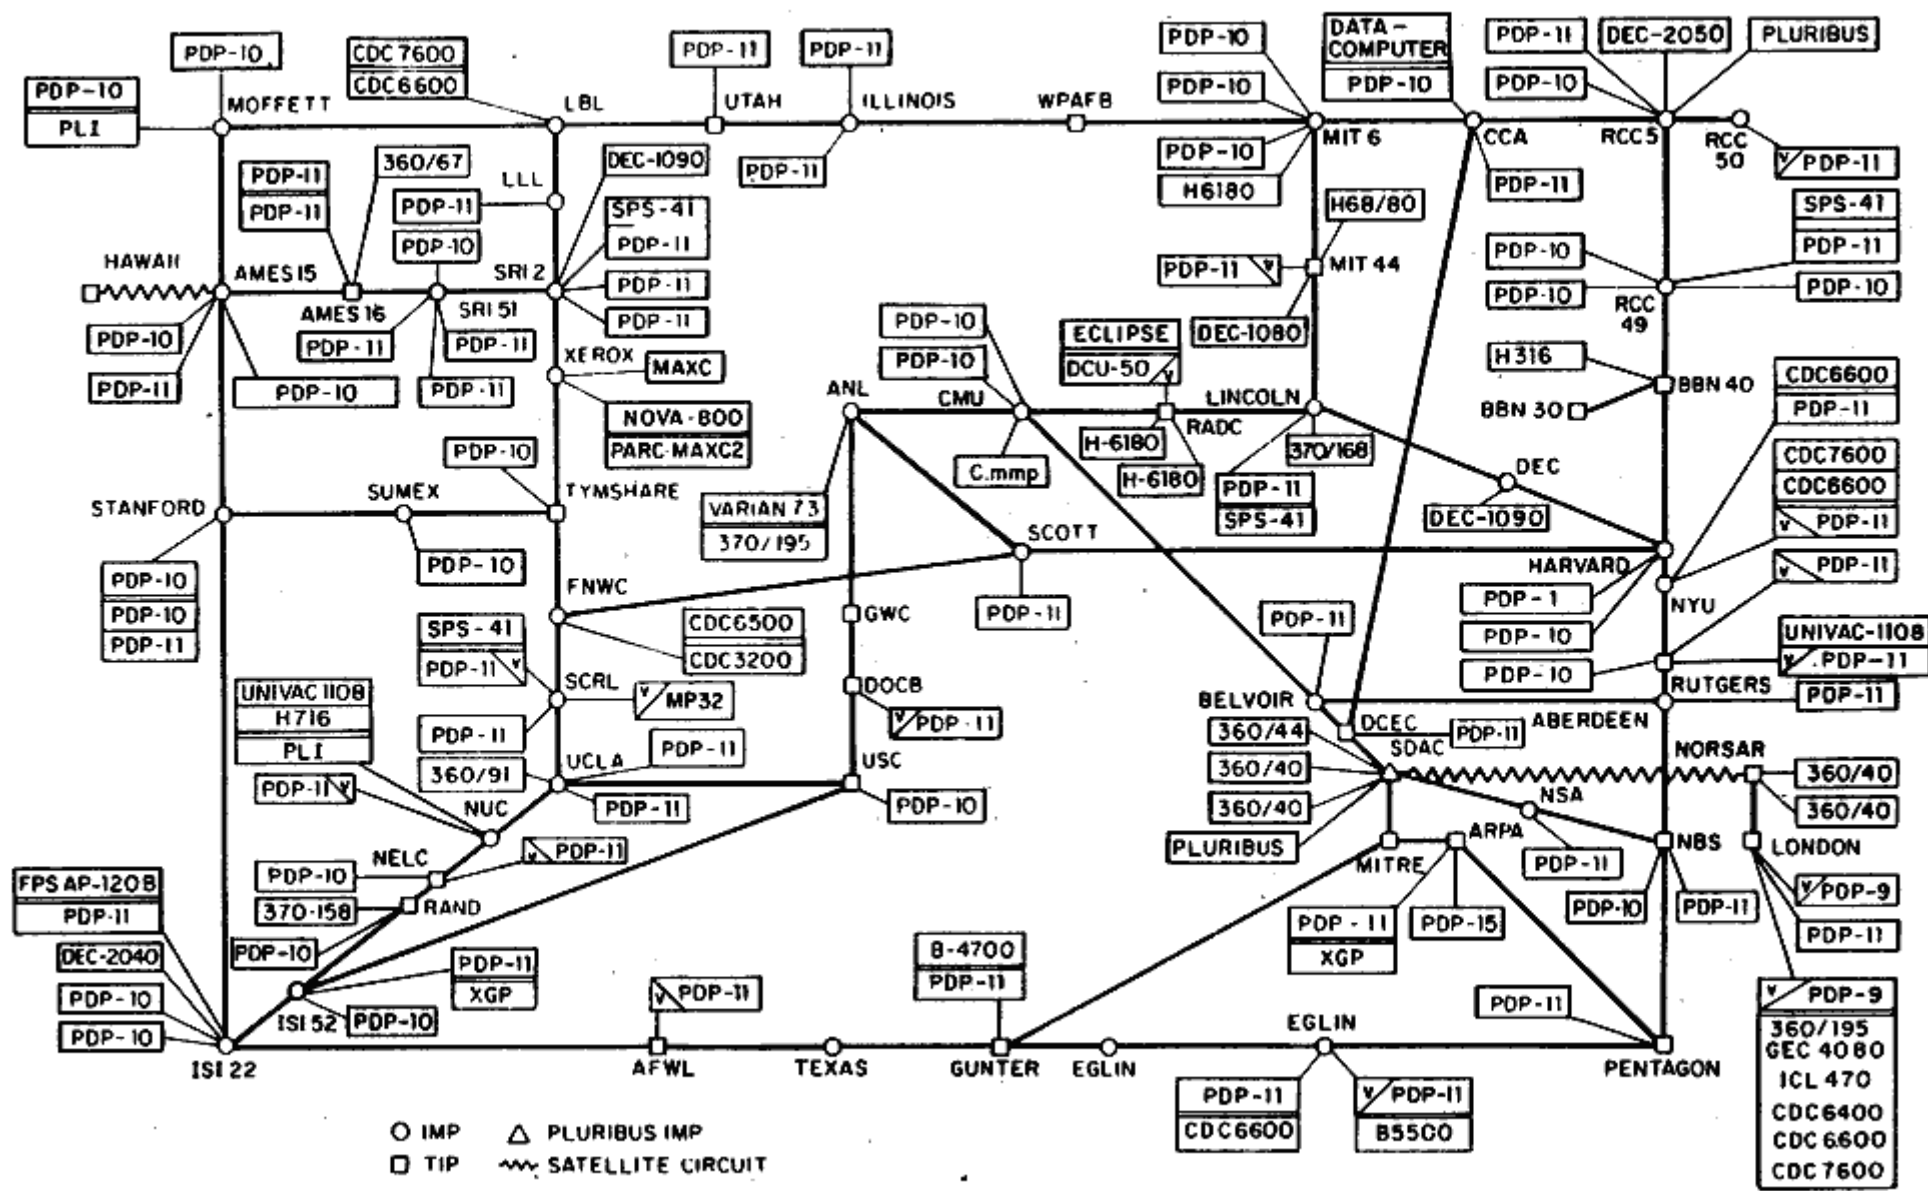 PDP-10
CDC7600
CDC6600
PDP-11
PDP-11
PDP-10
PDP-10
DATA-
COMPUTER
PDP-10
PDP-11
DEC-2050
PLURIBUS
PDP-10
PDP-10
PLI
MOFFETT
LBL
UTAH
ILLINOIS
WPAFB
MIT 6
CCA
RCC5
RCC
50
PDP-11
PDP-10
H6180
PDP-11
V PDP-11
PDP-11
PDP-11
360/67
LLL
PDP-11
PDP-10
DEC-1090
SPS-41
PDP-11
PDP-11
PDP-11
H68/80
PDP-11 V
MIT 44
DEC-1080
SPS-41
PDP-11
PDP-10
PDP-10
PDP-10
RCC
49
HAWAII
AMES15
AMES16
SRI 51
SRI 2
PDP-10
PDP-11
PDP-10
PDP-11
PDP-11
PDP-11
XEROX
MAXC
NOVA-800
PARC-MAXC2
PDP-10
PDP-10
ANL
CMU
ECLIPSE
DCU-50 V
RADC
LINCOLN
H-6180
H-6180
C.mmp
370/168
PDP-11
SPS-41
H316
BBN 40
BBN 30
DEC
DEC-1090
CDC6600
PDP-11
CDC7600
CDC6600
V PDP-11
V PDP-11
STANFORD
SUMEX
PDP-10
TYMSHARE
PDP-10
PDP-10
PDP-10
PDP-11
VARIAN 73
370/195
SCOTT
PDP-11
HARVARD
PDP-1
PDP-10
NYU
PDP-10
UNIVAC-1108
V PDP-11
RUTGERS
PDP-11
FNWC
CDC6500
CDC3200
SPS-41
PDP-11 V
SCRL
V MP32
PDP-11
GWC
DOCB
V PDP-11
PDP-11
BELVOIR
ABERDEEN
DCEC
PDP-11
SDAC
360/44
360/40
360/40
PLURIBUS
NORSAR
360/40
360/40
UNIVAC 1108
H716
PLI
PDP-11 V
NUC
360/91
UCLA
PDP-11
PDP-11
USC
PDP-10
NSA
PDP-11
MITRE
ARPA
NBS
PDP-10
PDP-11
LONDON
V PDP-9
PDP-11
NELC
V PDP-11
PDP-10
370-158
RAND
PDP-10
FPS AP-120B
PDP-11
DEC-2040
PDP-10
PDP-10
PDP-11
XGP
ISI 52
PDP-10
V PDP-11
B-4700
PDP-11
PDP-11
XGP
PDP-15
PDP-11
V PDP-9
360/195
GEC 4080
ICL 470
CDC6400
CDC6600
CDC7600
ISI 22
AFWL
TEXAS
GUNTER
EGLIN
EGLIN
PENTAGON
PDP-11
CDC6600
V PDP-11
B5500
IMP
PLURIBUS IMP
TIP
SATELLITE CIRCUIT